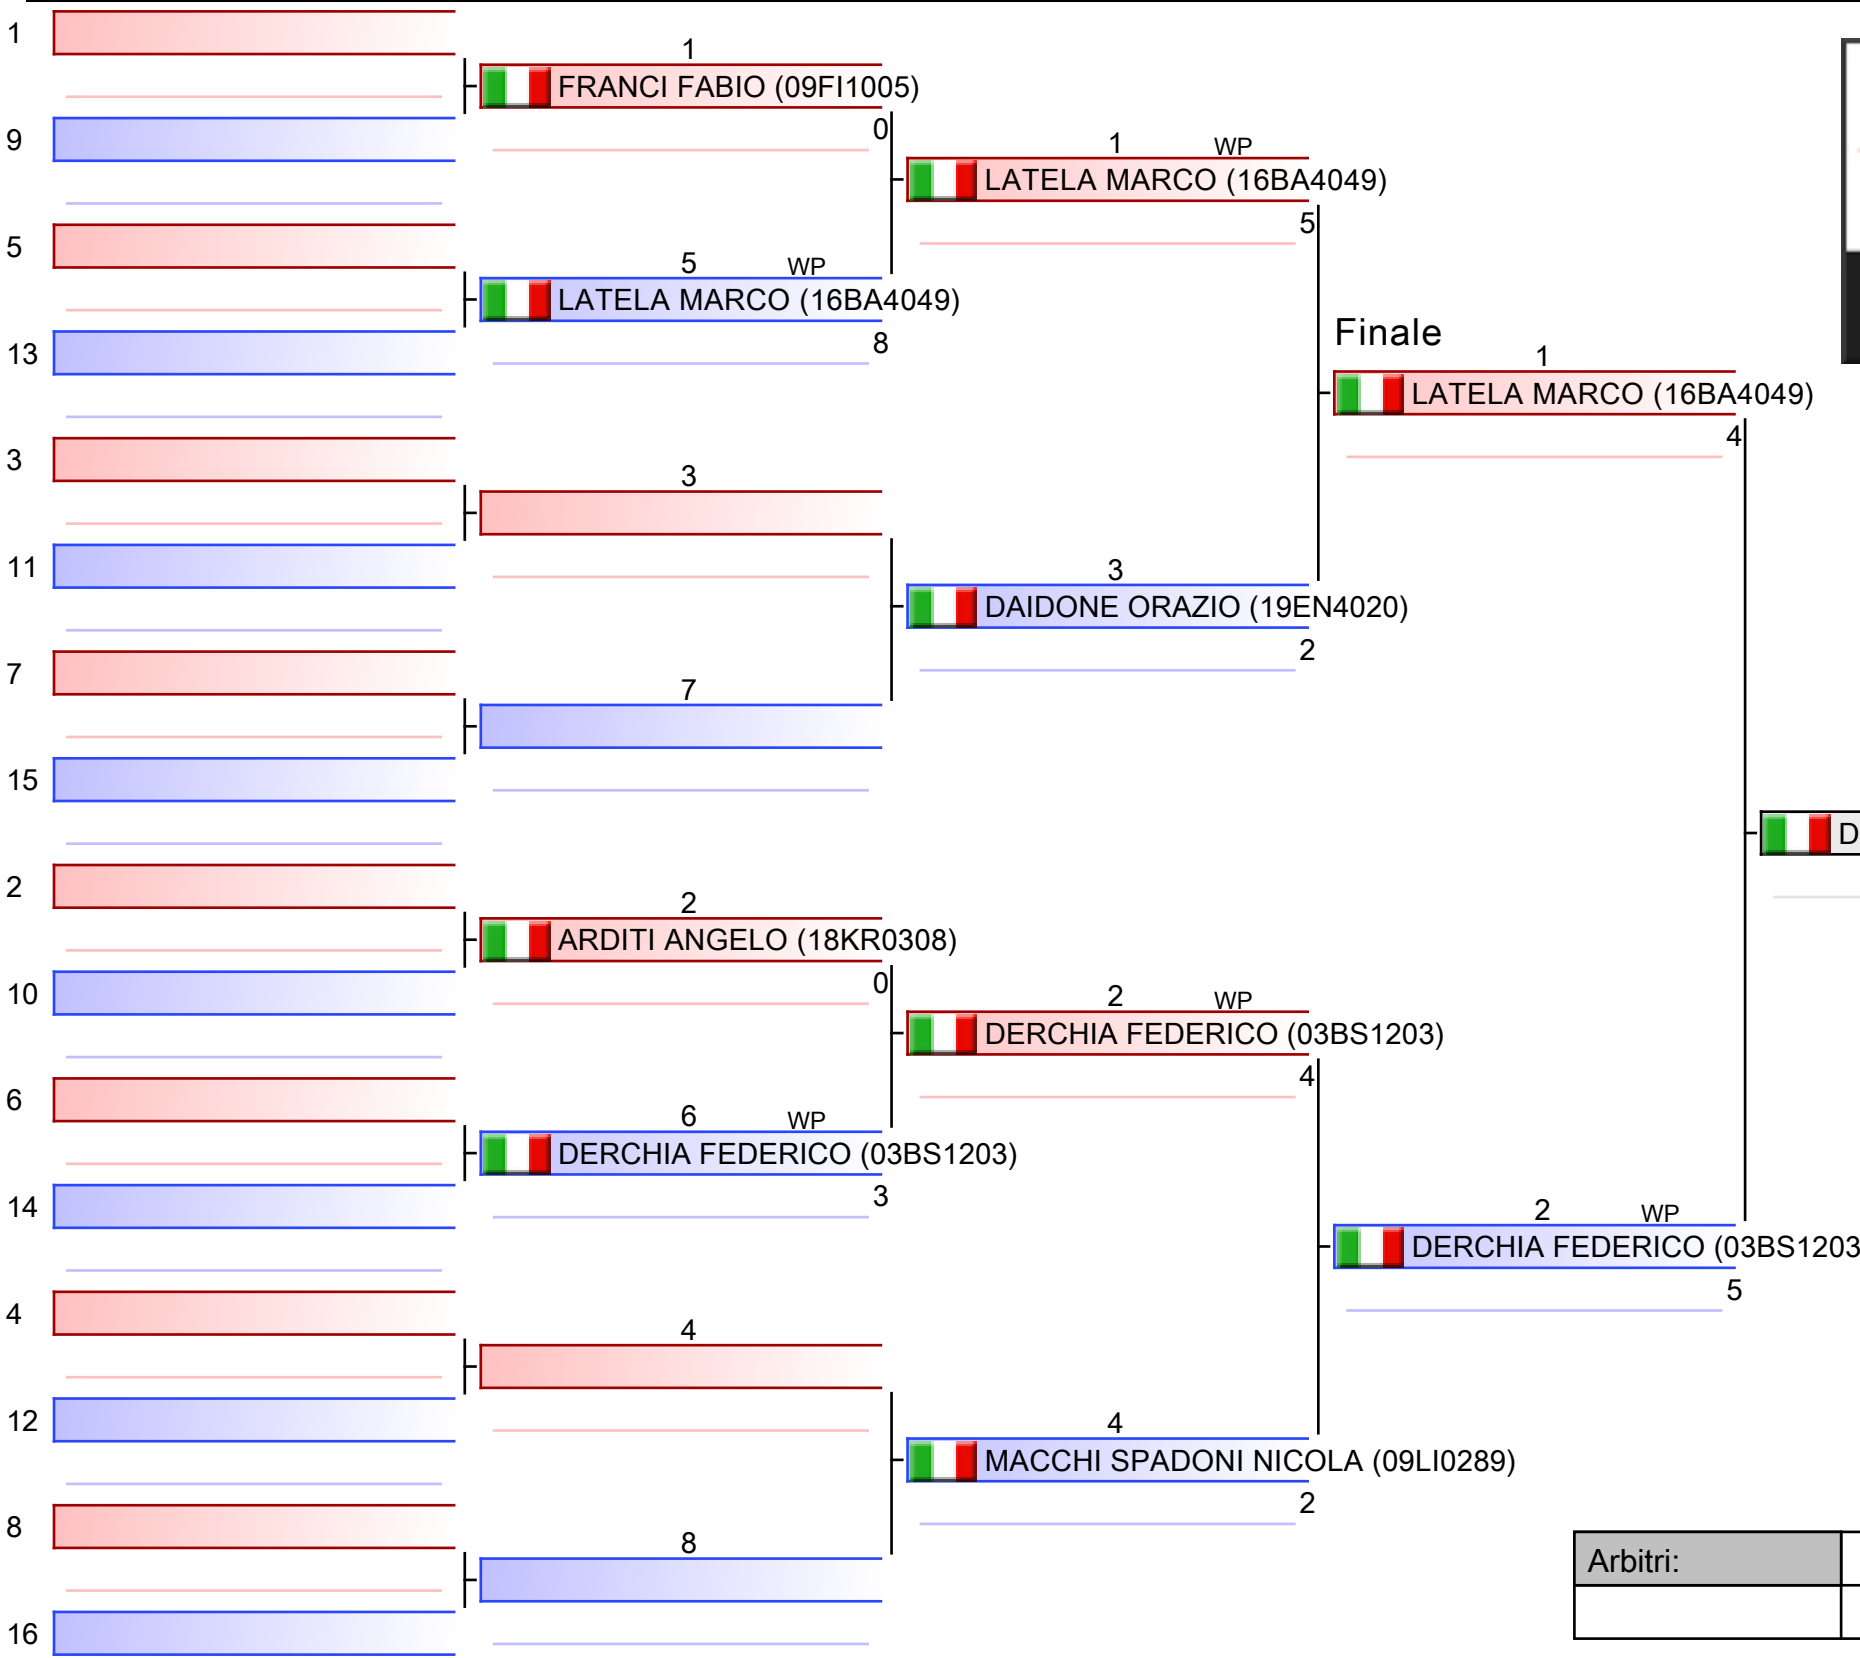 1
1
FRANCI FABIO (09FI1005)
0
9
1 WP
LATELA MARCO (16BA4049)
5
5
5 WP
LATELA MARCO (16BA4049)
8
13
Finale
1
LATELA MARCO (16BA4049)
4
3
3
11
3
DAIDONE ORAZIO (19EN4020)
2
7
7
15
D
2
2
ARDITI ANGELO (18KR0308)
0
10
2 WP
DERCHIA FEDERICO (03BS1203)
4
6
6 WP
DERCHIA FEDERICO (03BS1203)
3
14
2 WP
DERCHIA FEDERICO (03BS1203
5
4
4
12
4
MACCHI SPADONI NICOLA (09LI0289)
2
8
8
Arbitri:
16